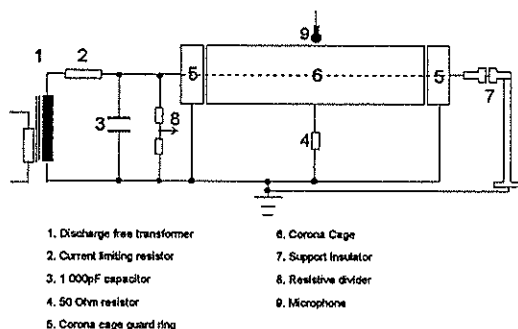 9
1
2
5
6
5
7
3
8
4
1. Discharge free transformer
2. Current limiting resistor
3. 1 000pF capacitor
4. 50 Ohm resistor
5. Corona cage guard ring
6. Corona Cage
7. Support Insulator
8. Resistive divider
9. Microphone